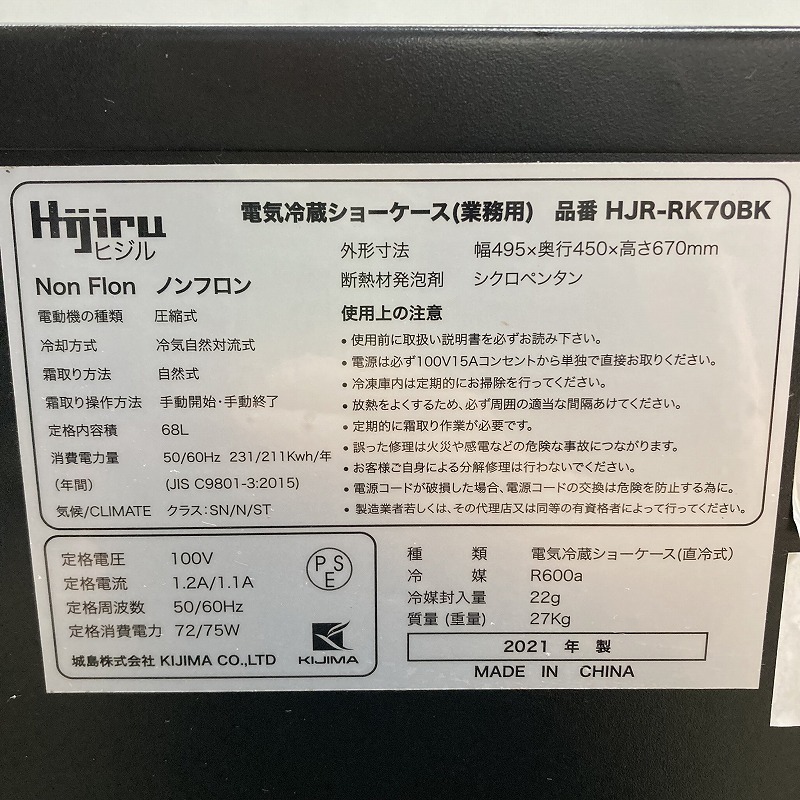 Hijiru
ヒジル
電気冷蔵ショーケース(業務用) 品番 HJR-RK70BK
外形寸法 幅495×奥行450×高さ670mm
断熱材発泡剤 シクロペンタン
Non Flon ノンフロン
電動機の種類 圧縮式
冷却方式 冷気自然対流式
霜取り方法 自然式
霜取り操作方法 手動開始・手動終了
定格内容積 68L
消費電力量 50/60Hz 231/211Kwh/年
(年間) (JIS C9801-3:2015)
気候/CLIMATE クラス:SN/N/ST
使用上の注意
・使用前に取扱い説明書を必ずお読み下さい。
・電源は必ず100V15Aコンセントから単独で直接お取りください。
・冷凍庫内は定期的にお掃除を行ってください。
・放熱をよくするため、必ず周囲の適当な間隔あけてください。
・定期的に霜取り作業が必要です。
・誤った修理は火災や感電などの危険な事故につながります。
・お客様ご自身による分解修理は行わないでください。
・電源コードが破損した場合、電源コードの交換は危険を防止する為に。
・製造業者若しくは、その代理店又は同等の有資格者によって行ってください。
定格電圧 100V
定格電流 1.2A/1.1A
定格周波数 50/60Hz
定格消費電力 72/75W
城島株式会社 KIJIMA CO.,LTD
PSE
KIJIMA
種類 電気冷蔵ショーケース(直冷式)
冷媒 R600a
冷媒封入量 22g
質量 (重量) 27Kg
2021 年 製
MADE IN CHINA